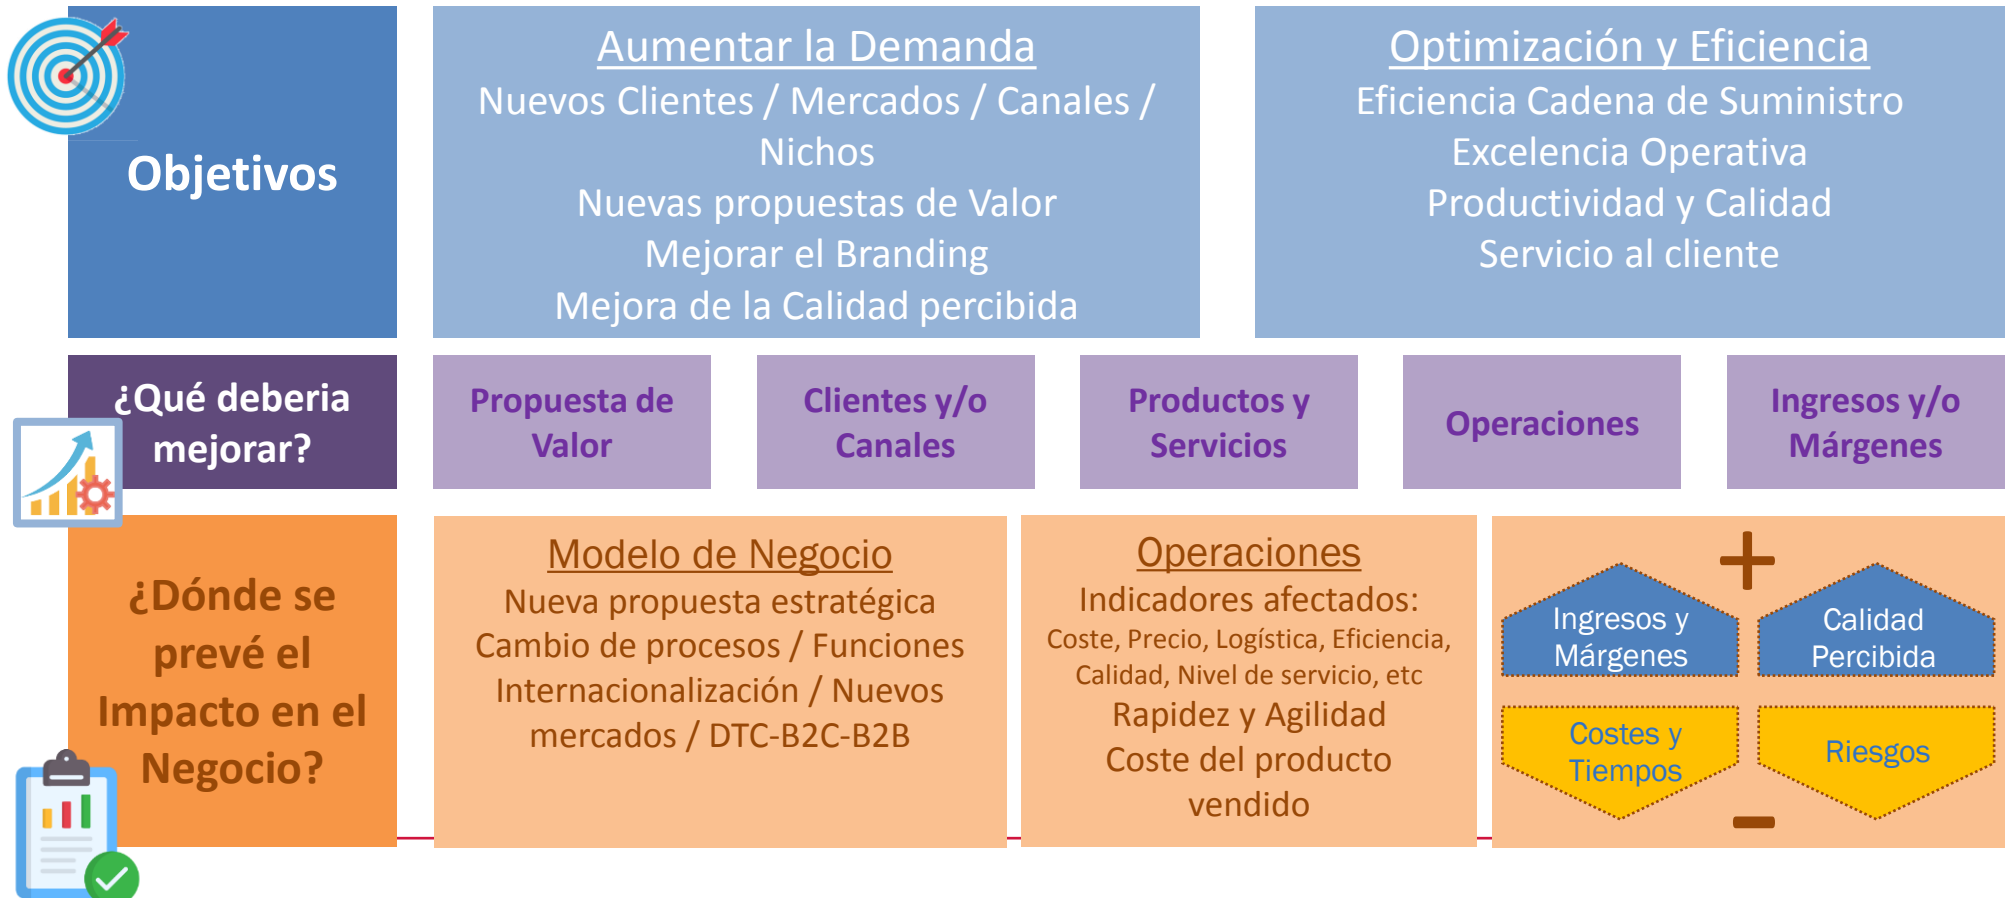 Objetivos
Aumentar la Demanda
Nuevos Clientes / Mercados / Canales /
Nichos
Nuevas propuestas de Valor
Mejorar el Branding
Mejora de la Calidad percibida
Optimización y Eficiencia
Eficiencia Cadena de Suministro
Excelencia Operativa
Productividad y Calidad
Servicio al cliente
¿Qué deberia
mejorar?
Propuesta de
Valor
Clientes y/o
Canales
Productos y
Servicios
Operaciones
Ingresos y/o
Márgenes
¿Dónde se
prevé el
Impacto en el
Negocio?
Modelo de Negocio
Nueva propuesta estratégica
Cambio de procesos / Funciones
Internacionalización / Nuevos
mercados / DTC-B2C-B2B
Operaciones
Indicadores afectados:
Coste, Precio, Logística, Eficiencia,
Calidad, Nivel de servicio, etc
Rapidez y Agilidad
Coste del producto
vendido
+
Ingresos y
Márgenes
Calidad
Percibida
Costes y
Tiempos
Riesgos
-